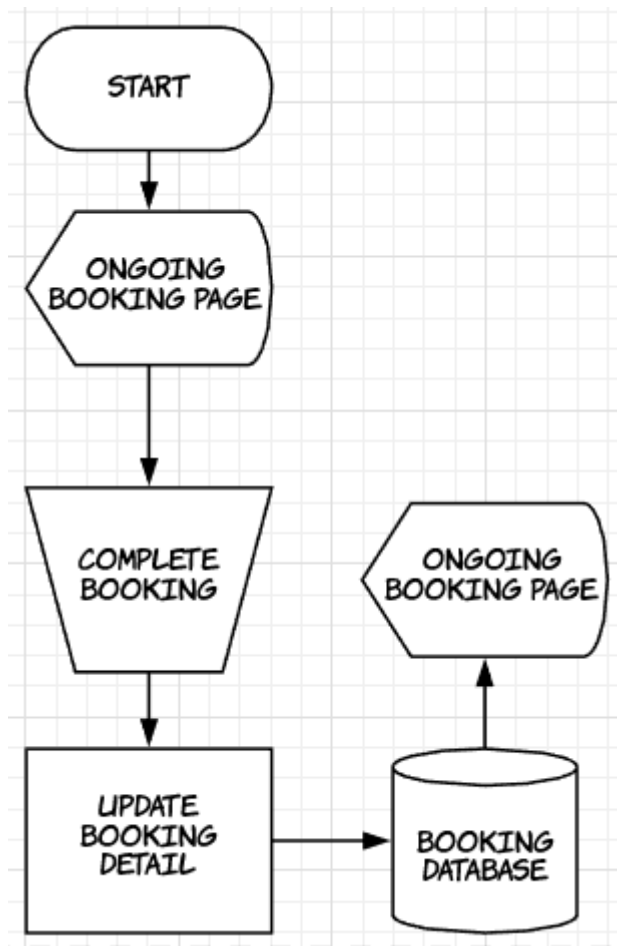 START
ONGOING
BOOKING PAGE
COMPLETE
BOOKING
UPDATE
BOOKING
DETAIL
BOOKING
DATABASE
ONGOING
BOOKING PAGE